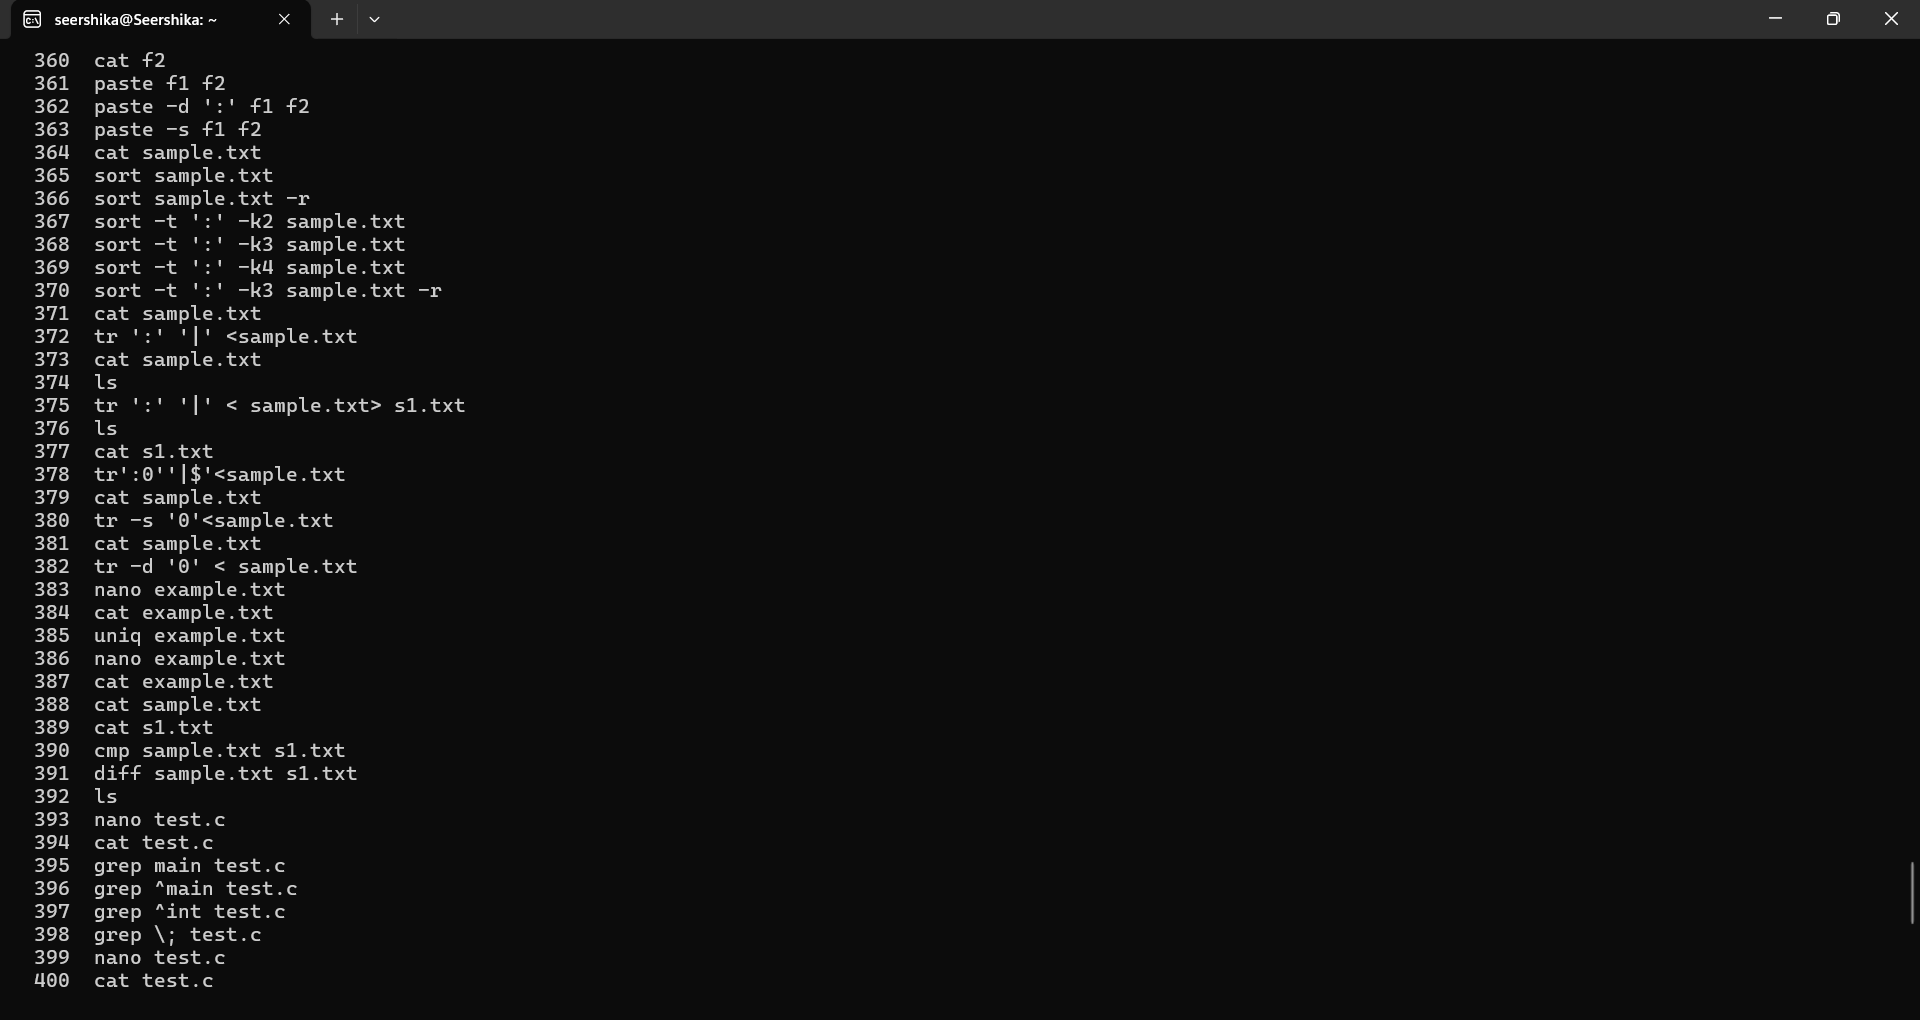 seershika@Seershika: ~
360 cat f2
361 paste f1 f2
362 paste -d ':' f1 f2
363 paste -s f1 f2
364 cat sample.txt
365 sort sample.txt
366 sort sample.txt -r
367 sort -t ':' -k2 sample.txt
368 sort -t ':' -k3 sample.txt
369 sort -t ':' -k4 sample.txt
370 sort -t ':' -k3 sample.txt -r
371 cat sample.txt
372 tr ':' '|' <sample.txt
373 cat sample.txt
374 ls
375 tr ':' '|' < sample.txt> s1.txt
376 ls
377 cat s1.txt
378 tr':0''|$'<sample.txt
379 cat sample.txt
380 tr -s '0'<sample.txt
381 cat sample.txt
382 tr -d '0' < sample.txt
383 nano example.txt
384 cat example.txt
385 uniq example.txt
386 nano example.txt
387 cat example.txt
388 cat sample.txt
389 cat s1.txt
390 cmp sample.txt s1.txt
391 diff sample.txt s1.txt
392 ls
393 nano test.c
394 cat test.c
395 grep main test.c
396 grep ^main test.c
397 grep ^int test.c
398 grep \; test.c
399 nano test.c
400 cat test.c